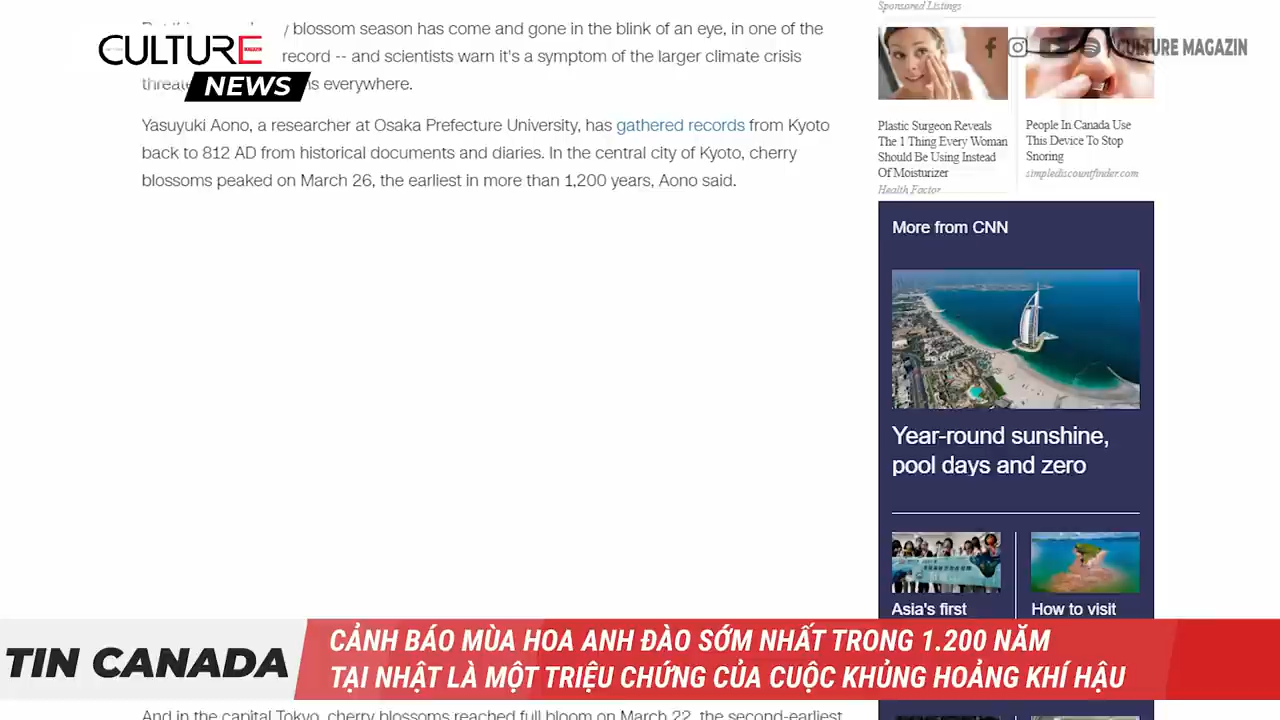 blossom season has come and gone in the blink of an eye, in one of the
record -- and scientists warn it's a symptom of the larger climate crisis
everywhere.
Yasuyuki Aono, a researcher at Osaka Prefecture University, has gathered records from Kyoto
back to 812 AD from historical documents and diaries. In the central city of Kyoto, cherry
blossoms peaked on March 26, the earliest in more than 1,200 years, Aono said.
CULTURE
NEWS
Sponsored Listings
CULTURE MAGAZIN
Plastic Surgeon Reveals
The 1 Thing Every Woman
Should Be Using Instead
Of Moisturizer
Health Factor
People In Canada Use
This Device To Stop
Snoring
simplediscountfinder.com
More from CNN
Year-round sunshine,
pool days and zero
Asia's first
How to visit
TIN CANADA
CẢNH BÁO MÙA HOA ANH ĐÀO SỚM NHẤT TRONG 1.200 NĂM
TẠI NHẬT LÀ MỘT TRIỆU CHỨNG CỦA CUỘC KHỦNG HOẢNG KHÍ HẬU
And in the capital Tokyo, cherry blossoms reached full bloom on March 22, the second-earliest